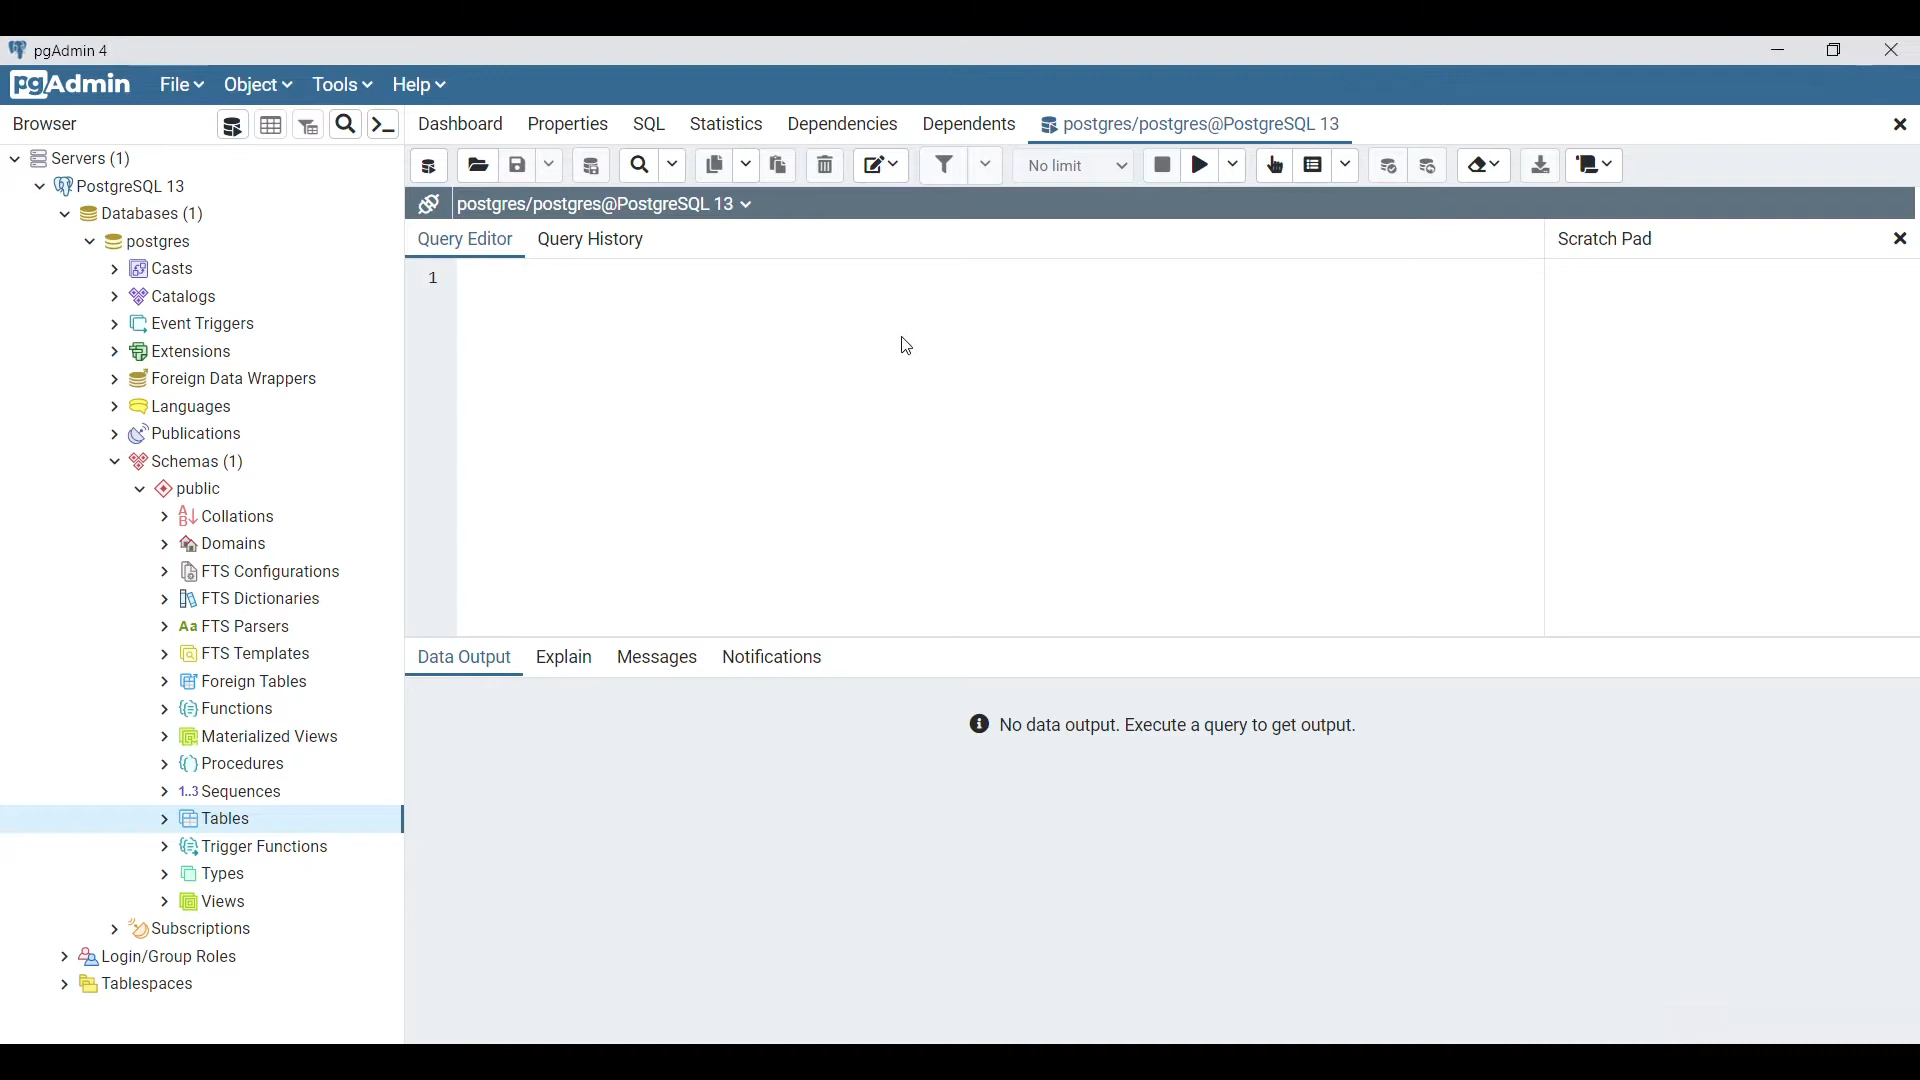 pgAdmin 4
pgAdmin File Object Tools Help
Browser
Dashboard Properties SQL Statistics Dependencies Dependents postgres/postgres@PostgreSQL 13
No limit
postgres/postgres@PostgreSQL 13
Query Editor Query History
Scratch Pad
1
Servers (1)
PostgreSQL 13
Databases (1)
postgres
Casts
Catalogs
Event Triggers
Extensions
Foreign Data Wrappers
Languages
Publications
Schemas (1)
public
Collations
Domains
FTS Configurations
FTS Dictionaries
Aa FTS Parsers
FTS Templates
Foreign Tables
Functions
Materialized Views
Procedures
1..3 Sequences
Tables
Trigger Functions
Types
Views
Subscriptions
Login/Group Roles
Tablespaces
Data Output Explain Messages Notifications
No data output. Execute a query to get output.